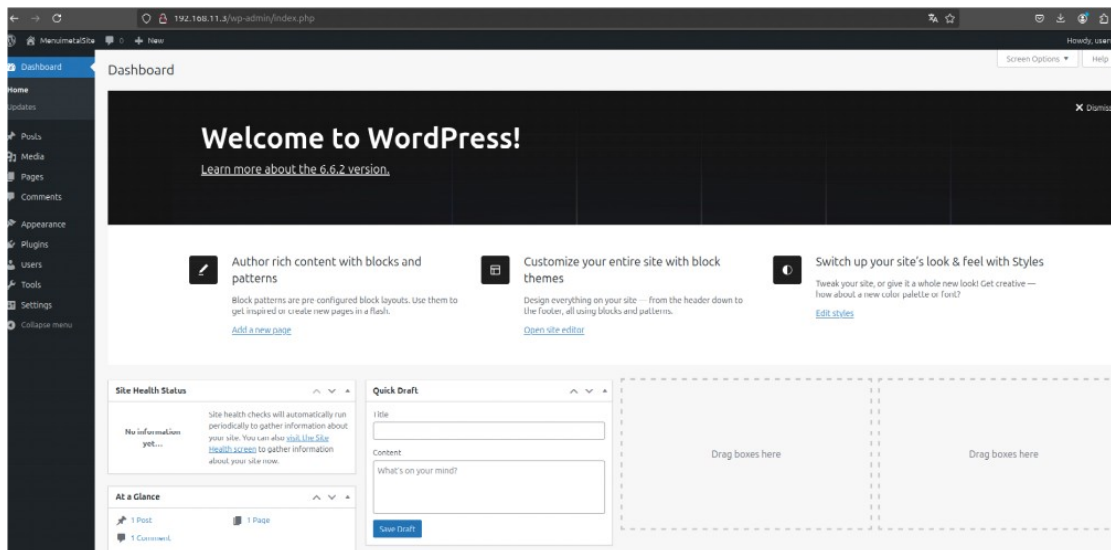 192.168.11.3/wp-admin/index.php
MenuimetalSite 0 + New
Howdy, user
Dashboard
Home
Updates
Posts
Media
Pages
Comments
Appearance
Plugins
Users
Tools
Settings
Collapse menu
Dashboard
Screen Options ▼ Help
Welcome to WordPress!
Learn more about the 6.6.2 version.
Dismiss
Author rich content with blocks and
patterns
Block patterns are pre-configured block layouts. Use them to
get inspired or create new pages in a flash.
Add a new page
Customize your entire site with block
themes
Design everything on your site — from the header down to
the footer, all using blocks and patterns.
Open site editor
Switch up your site's look & feel with Styles
Tweak your site, or give it a whole new look! Get creative —
how about a new color palette or font?
Edit styles
Site Health Status
No information
yet...
Site health checks will automatically run
periodically to gather information about
your site. You can also visit the Site
Health screen to gather information
about your site now.
At a Glance
1 Post
1 Page
1 Comment
Quick Draft
Title
Content
What's on your mind?
Save Draft
Drag boxes here
Drag boxes here